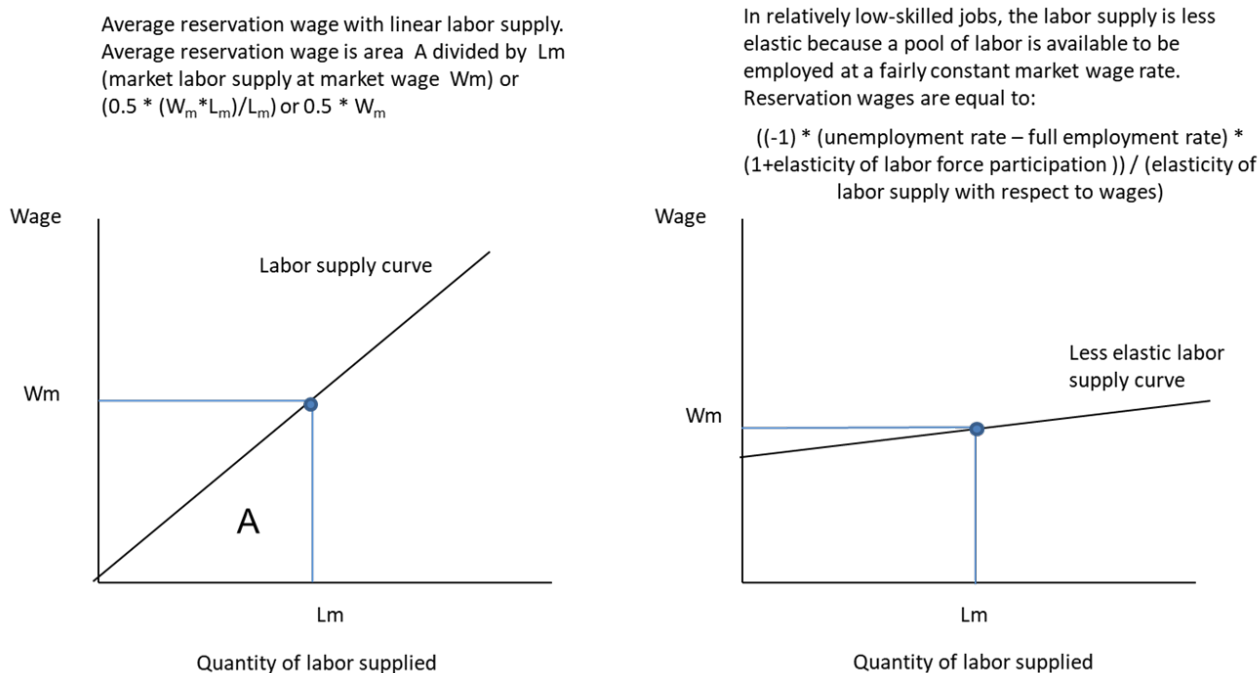 Average reservation wage with linear labor supply.
Average reservation wage is area  A divided by  Lm
(market labor supply at market wage  Wm) or
(0.5 * (Wm*Lm)/Lm) or 0.5 * Wm
Wage
Labor supply curve
Wm
A
Lm
Quantity of labor supplied
In relatively low-skilled jobs, the labor supply is less
elastic because a pool of labor is available to be
employed at a fairly constant market wage rate.
Reservation wages are equal to:
((-1) * (unemployment rate – full employment rate) *
(1+elasticity of labor force participation )) / (elasticity of
labor supply with respect to wages)
Wage
Less elastic labor
supply curve
Wm
Lm
Quantity of labor supplied